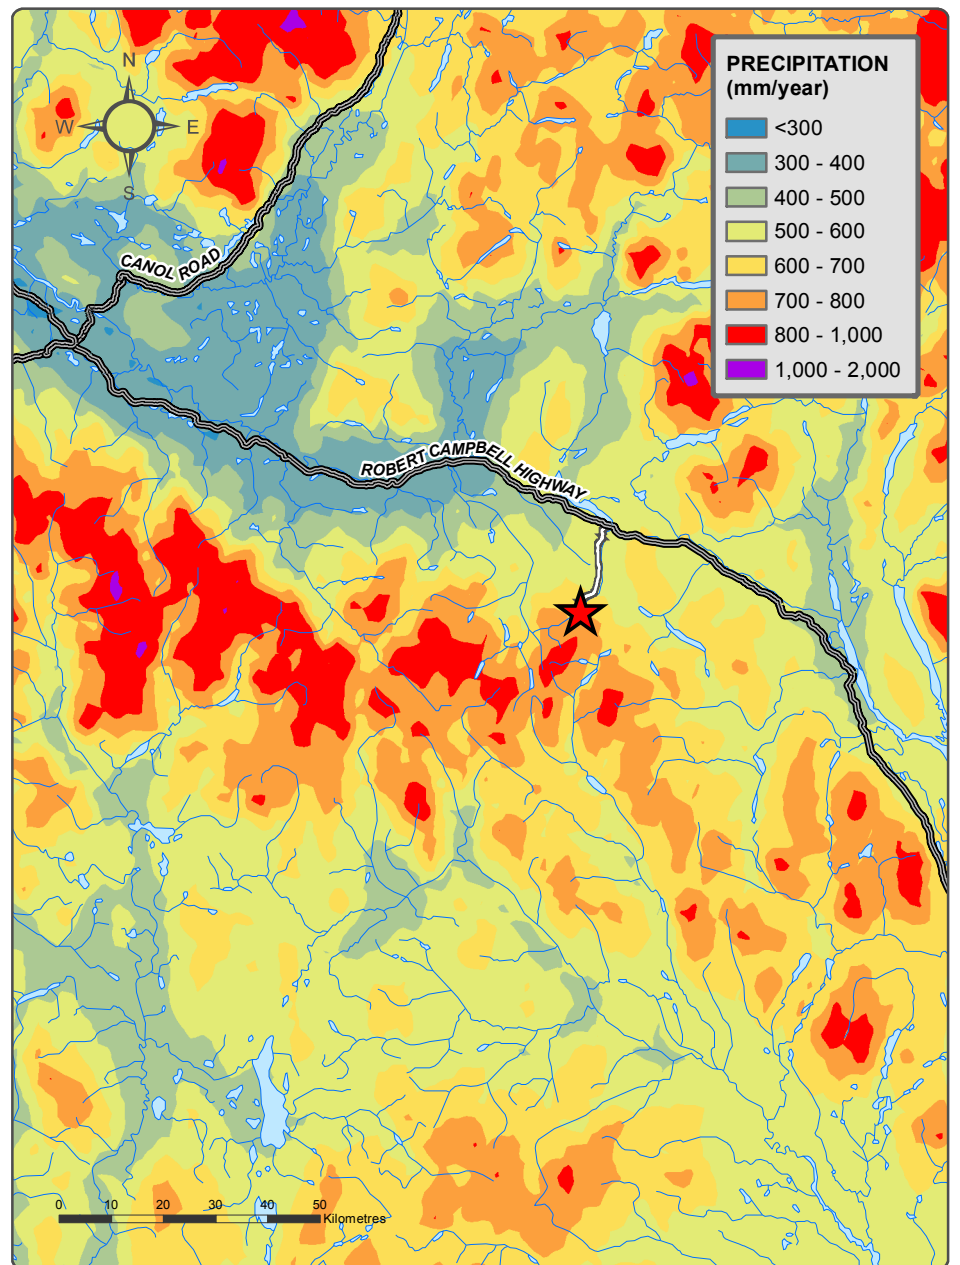 N
W E
S
PRECIPITATION
(mm/year)
<300
300 - 400
400 - 500
500 - 600
600 - 700
700 - 800
800 - 1,000
1,000 - 2,000
CANOL ROAD
ROBERT CAMPBELL HIGHWAY
0 10 20 30 40 50
Kilometres